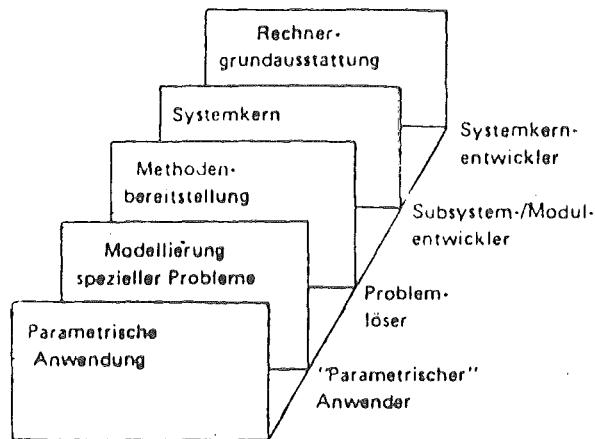 Rechner-
grundausstattung
Systemkern
Systemkern-
entwickler
Methoden-
bereitstellung
Subsystem-/Modul-
entwickler
Modellierung
spezieller Probleme
Problem-
löser
Parametrische
Anwendung
"Parametrischer"
Anwender